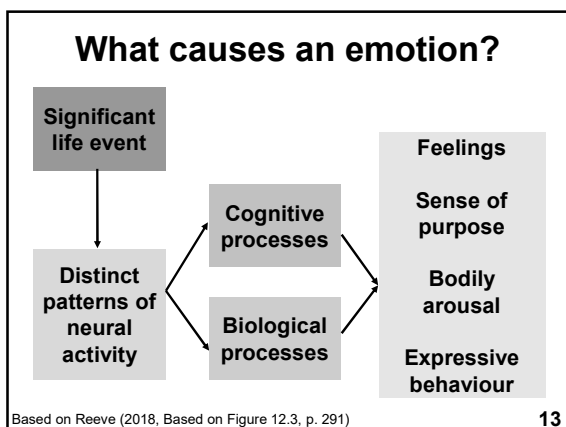 What causes an emotion?
Significant
life event
Distinct
patterns of
neural
activity
Cognitive
processes
Biological
processes
Feelings
Sense of
purpose
Bodily
arousal
Expressive
behaviour
Based on Reeve (2018, Based on Figure 12.3, p. 291)
13